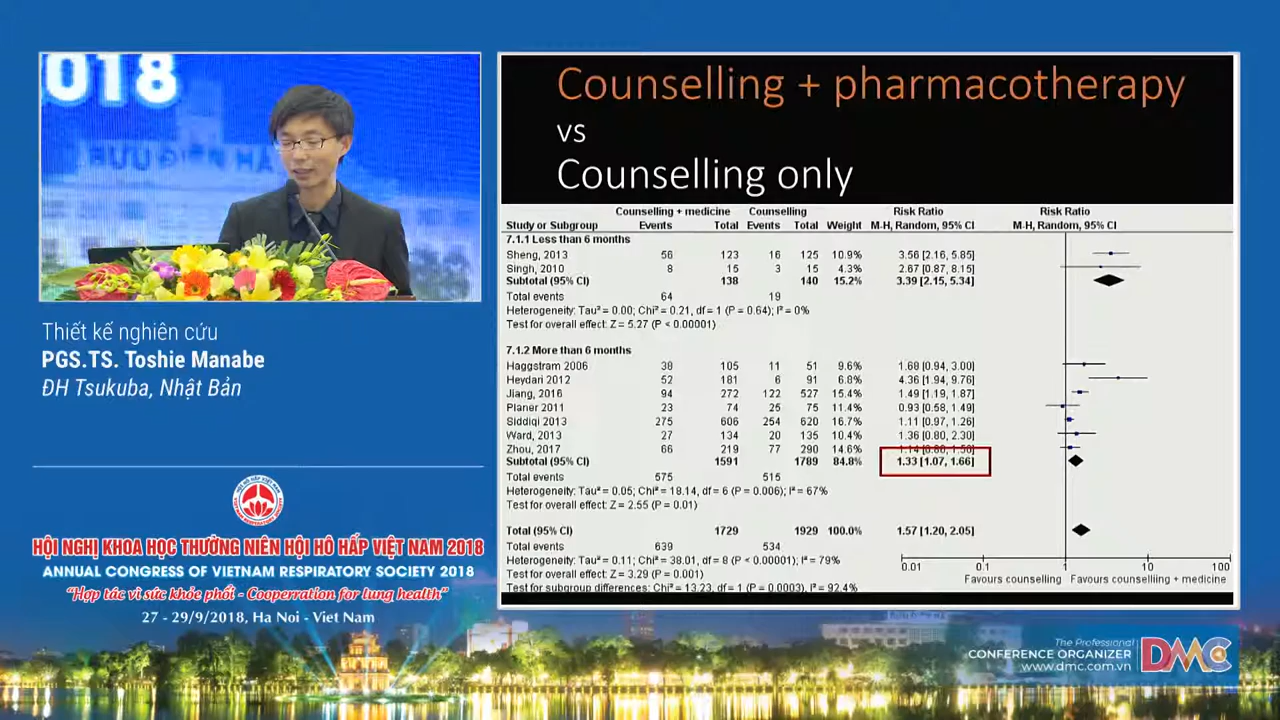 018
Thiết kế nghiên cứu
PGS.TS. Toshie Manabe
ĐH Tsukuba, Nhật Bản
HỘI HÔ HẤP VIỆT NAM
HỘI NGHỊ KHOA HỌC THƯỜNG NIÊN HỘI HÔ HẤP VIỆT NAM 2018
ANNUAL CONGRESS OF VIETNAM RESPIRATORY SOCIETY 2018
“Hợp tác vì sức khỏe phổi - Cooperration for lung health”
27 - 29/9/2018, Ha Noi - Viet Nam
Counselling + pharmacotherapy
vs
Counselling only
Counselling + medicine Counselling Risk Ratio Risk Ratio
Study or Subgroup Events Total Events Total Weight M-H, Random, 95% CI M-H, Random, 95% CI
7.1.1 Less than 6 months
Sheng, 2013 56 123 16 125 10.9% 3.56 [2.16, 5.85]
Singh, 2010 8 15 3 15 4.3% 2.67 [0.87, 8.15]
Subtotal (95% CI) 138 140 15.2% 3.39 [2.15, 5.34]
Total events 64 19
Heterogeneity: Tau² = 0.00; Chi² = 0.21, df = 1 (P = 0.64); I² = 0%
Test for overall effect: Z = 5.27 (P < 0.00001)
7.1.2 More than 6 months
Haggstram 2006 38 105 11 51 9.6% 1.68 [0.94, 3.00]
Heydari 2012 52 181 6 91 6.8% 4.36 [1.94, 9.76]
Jiang, 2016 94 272 122 527 15.4% 1.49 [1.19, 1.87]
Planer 2011 23 74 25 75 11.4% 0.93 [0.58, 1.49]
Siddiqi 2013 275 606 254 620 16.7% 1.11 [0.97, 1.26]
Ward, 2013 27 134 20 135 10.4% 1.36 [0.80, 2.30]
Zhou, 2017 66 219 77 290 14.6%
Subtotal (95% CI) 1591 1789 84.8% 1.33 [1.07, 1.66]
Total events 575 515
Heterogeneity: Tau² = 0.05; Chi² = 18.14, df = 6 (P = 0.006); I² = 67%
Test for overall effect: Z = 2.55 (P = 0.01)
Total (95% CI) 1729 1929 100.0% 1.57 [1.20, 2.05]
Total events 639 534
Heterogeneity: Tau² = 0.11; Chi² = 38.01, df = 8 (P < 0.00001); I² = 79%
Test for overall effect: Z = 3.29 (P = 0.001)
Test for subgroup differences: Chi² = 13.23, df = 1 (P = 0.0003), I² = 92.4%
0.01 0.1 1 10 100
Favours counselling Favours counselliing + medicine
The Professional
CONFERENCE ORGANIZER
www.dmc.com.vn
DMC